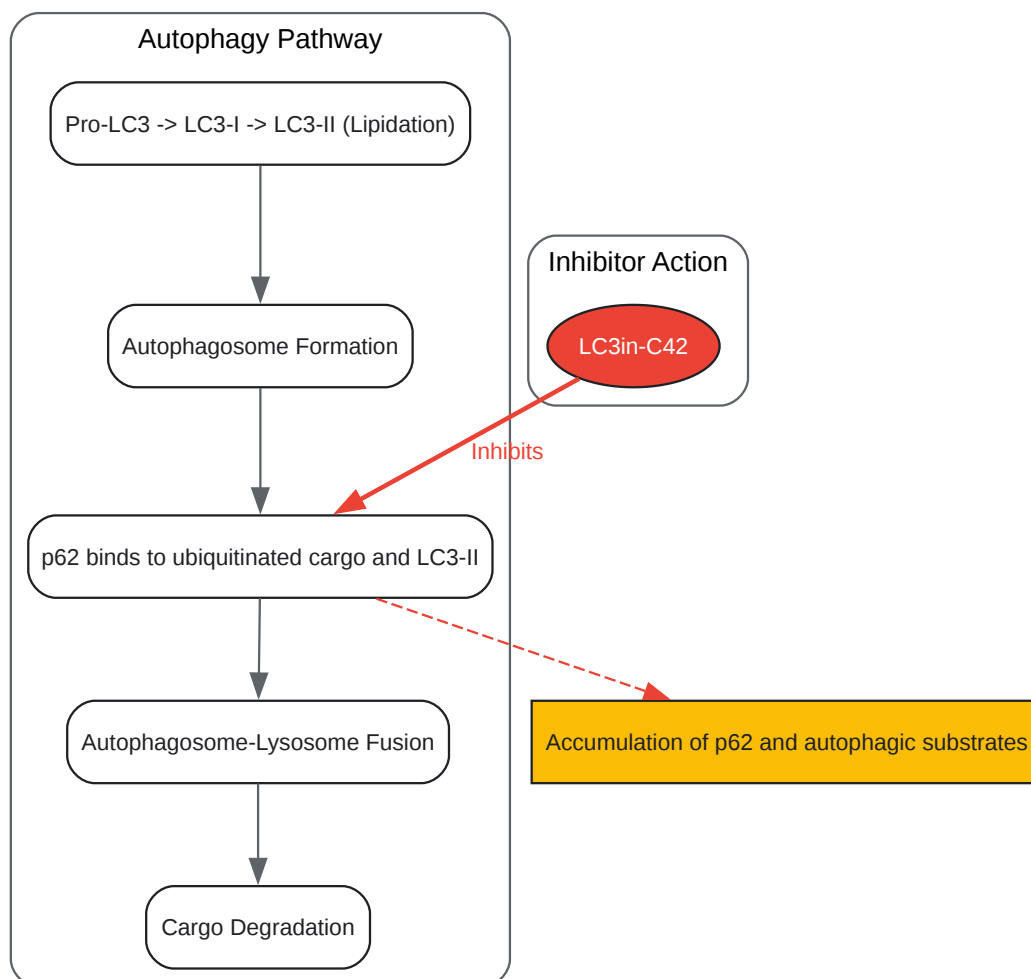 Autophagy Pathway
Pro-LC3 -> LC3-I -> LC3-II (Lipidation)
Inhibitor Action
LC3in-C42
Autophagosome Formation
Inhibits
p62 binds to ubiquitinated cargo and LC3-II
Autophagosome-Lysosome Fusion
Accumulation of p62 and autophagic substrates
Cargo Degradation